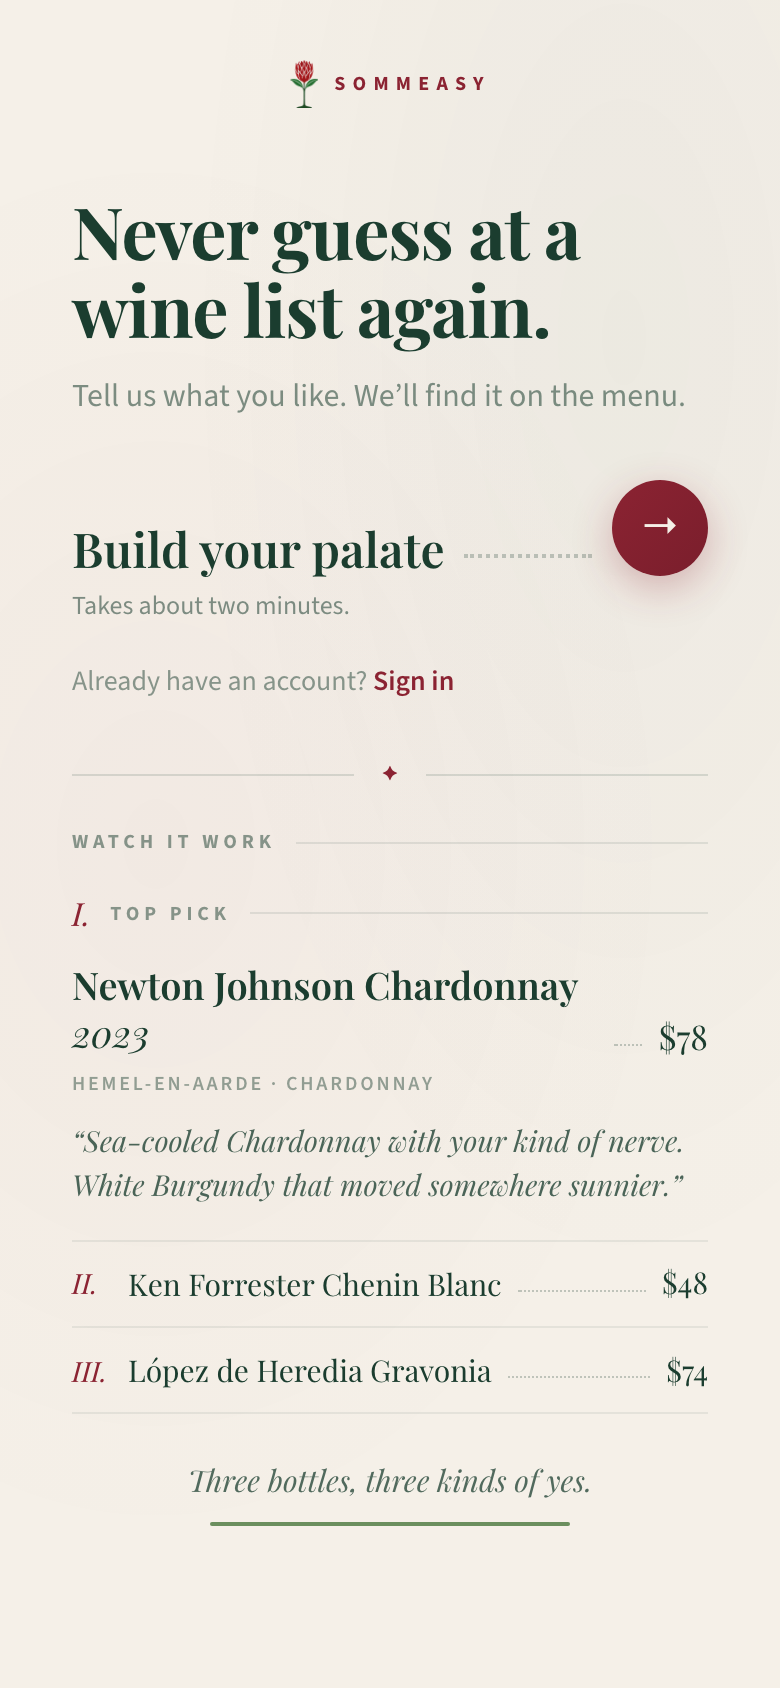 SOMMEASY
Never guess at a
wine list again.
Tell us what you like. We’ll find it on the menu.
Build your palate
→
Takes about two minutes.
Already have an account? Sign in
WATCH IT WORK
I. TOP PICK
Newton Johnson Chardonnay
2023 $78
HEMEL-EN-AARDE · CHARDONNAY
“Sea-cooled Chardonnay with your kind of nerve.
White Burgundy that moved somewhere sunnier.”
II. Ken Forrester Chenin Blanc $48
III. López de Heredia Gravonia $74
Three bottles, three kinds of yes.